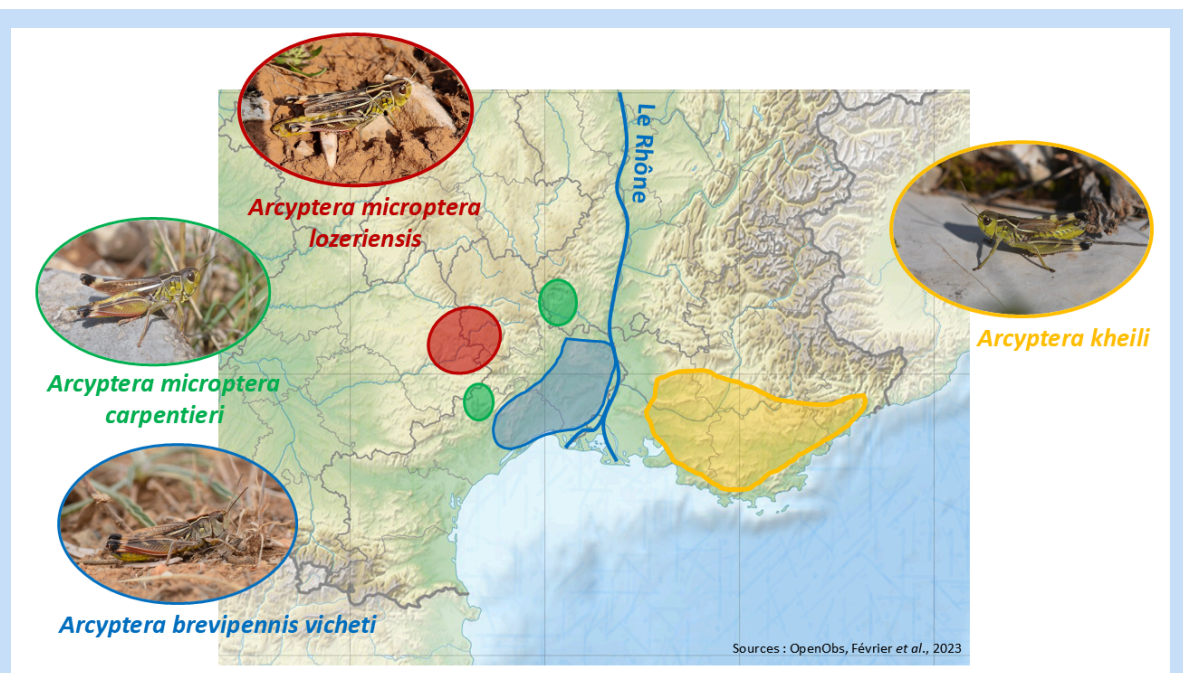 Le Rhône
Arcyptera microptera
lozeriensis
Arcyptera kheili
Arcyptera microptera
carpentieri
Arcyptera brevipennis vicheti
Sources : OpenObs, Février et al., 2023